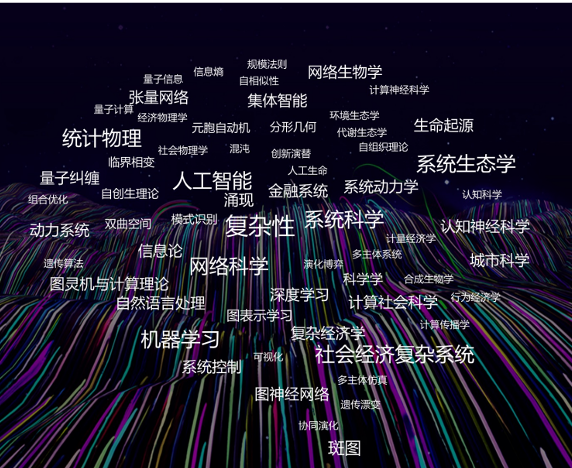 规模法则
信息熵
网络生物学
量子信息
自相似性
计算神经科学
张量网络
集体智能
量子计算
经济物理学
环境生态学
生命起源
元胞自动机
分形几何
代谢生态学
统计物理
社会物理学
混沌
自组织理论
创新演替
临界相变
系统生态学
人工生命
量子纠缠
人工智能
金融系统
系统动力学
自创生理论
认知科学
组合优化
涌现
模式识别
复杂性
系统科学
双曲空间
认知神经科学
动力系统
计量经济学
信息论
多主体系统
城市科学
遗传算法
网络科学
演化博弈
科学学
合成生物学
图灵机与计算理论
深度学习
行为经济学
自然语言处理
计算社会科学
图表示学习
计算传播学
机器学习
复杂经济学
可视化
社会经济复杂系统
系统控制
多主体仿真
图神经网络
遗传漂变
协同演化
斑图